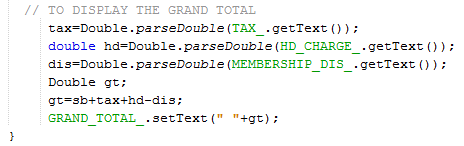 // TO DISPLAY THE GRAND TOTAL
tax=Double.parseDouble(TAX_.getText());
double hd=Double.parseDouble(HD_CHARGE_.getText());
dis=Double.parseDouble(MEMBERSHIP_DIS_.getText());
Double gt;
gt=sb+tax+hd-dis;
GRAND_TOTAL_.setText(" "+gt);
}